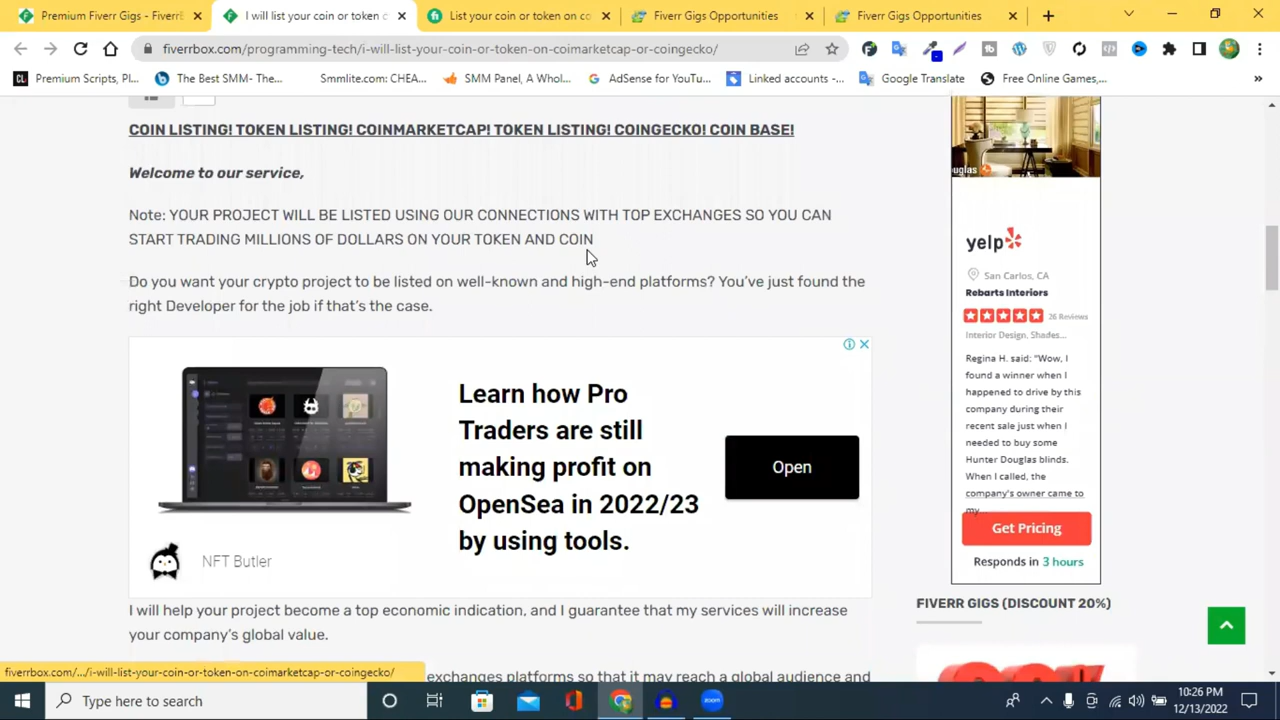 Premium Fiverr Gigs - FiverrB
I will list your coin or token o
List your coin or token on co
Fiverr Gigs Opportunities
Fiverr Gigs Opportunities
fiverrbox.com/programming-tech/i-will-list-your-coin-or-token-on-coimarketcap-or-coingecko/
Premium Scripts, Pl...
The Best SMM- The...
Smmlite.com: CHEA...
SMM Panel, A Whol...
AdSense for YouTu...
Linked accounts -...
Google Translate
Free Online Games,...
COIN LISTING! TOKEN LISTING! COINMARKETCAP! TOKEN LISTING! COINGECKO! COIN BASE!
Welcome to our service,
Note: YOUR PROJECT WILL BE LISTED USING OUR CONNECTIONS WITH TOP EXCHANGES SO YOU CAN
START TRADING MILLIONS OF DOLLARS ON YOUR TOKEN AND COIN
Do you want your crypto project to be listed on well-known and high-end platforms? You've just found the
right Developer for the job if that's the case.
Learn how Pro
Traders are still
making profit on
OpenSea in 2022/23
by using tools.
Open
NFT Butler
I will help your project become a top economic indication, and I guarantee that my services will increase
your company's global value.
exchanges platforms so that it may reach a global audience and
uglas
yelp
San Carlos, CA
Rebarts Interiors
26 Reviews
Interior Design, Shades...
Regina H. said: "Wow, I
found a winner when I
happened to drive by this
company during their
recent sale just when I
needed to buy some
Hunter Douglas blinds.
When I called, the
company's owner came to
my...
Get Pricing
Responds in 3 hours
FIVERR GIGS (DISCOUNT 20%)
fiverrbox.com/.../i-will-list-your-coin-or-token-on-coimarketcap-or-coingecko/
Type here to search
zoom
10:26 PM
12/13/2022